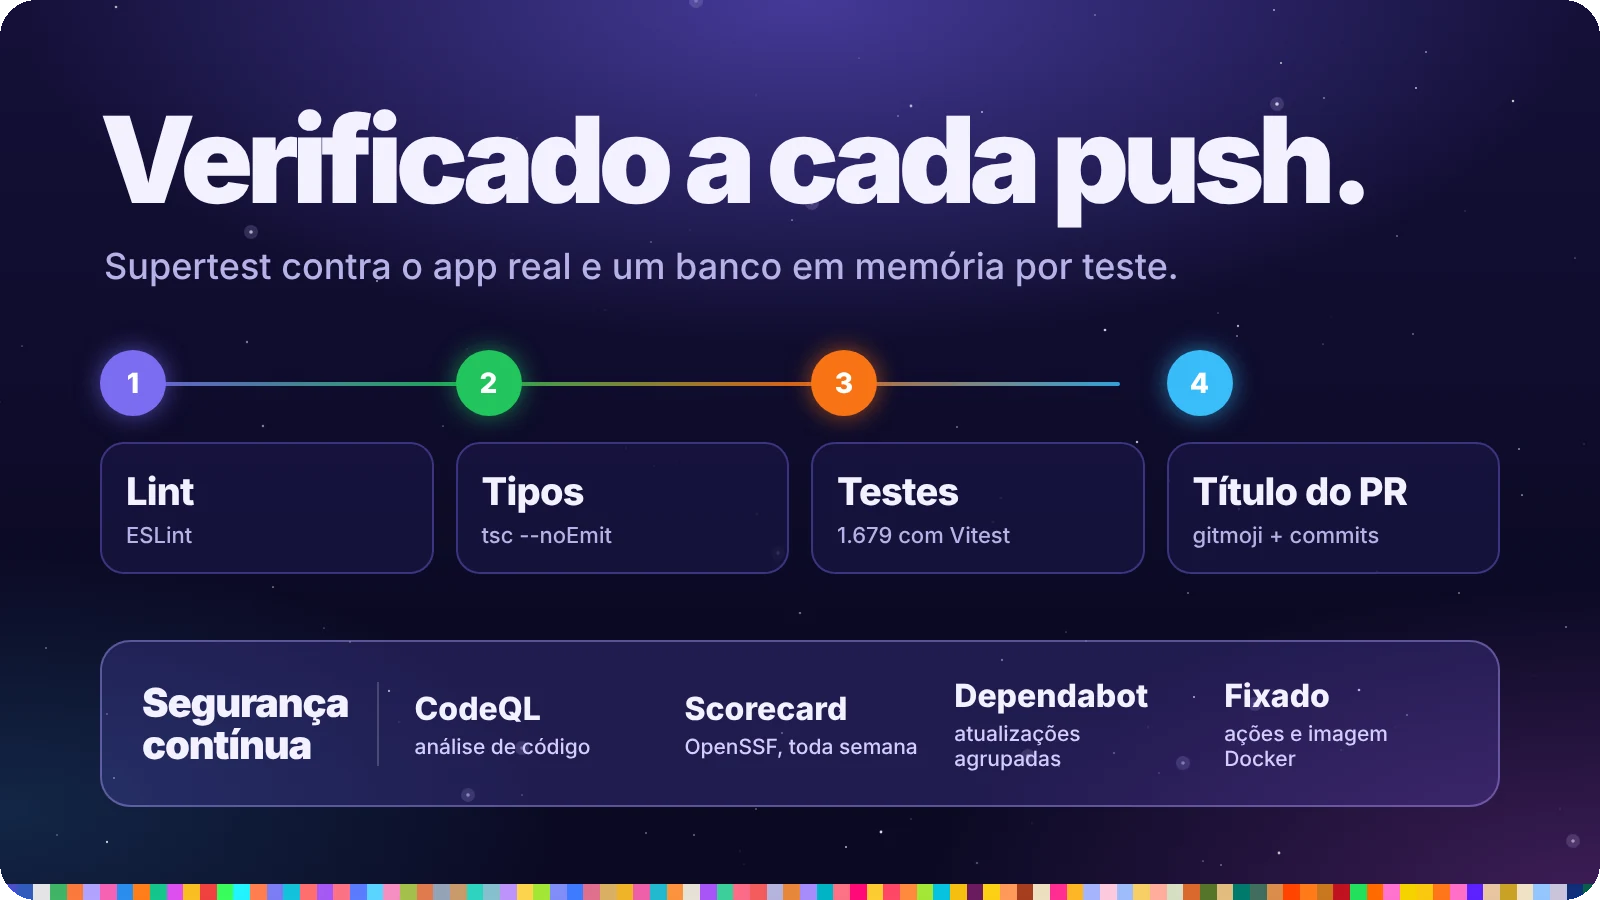 Verificado a cada push.
Supertest contra o app real e um banco em memória por teste.
1
2
3
4
Lint
ESLint
Tipos
tsc --noEmit
Testes
1.679 com Vitest
Título do PR
gitmoji + commits
Segurança
contínua
CodeQL
análise de código
Scorecard
OpenSSF, toda semana
Dependabot
atualizações
agrupadas
Fixado
ações e imagem
Docker